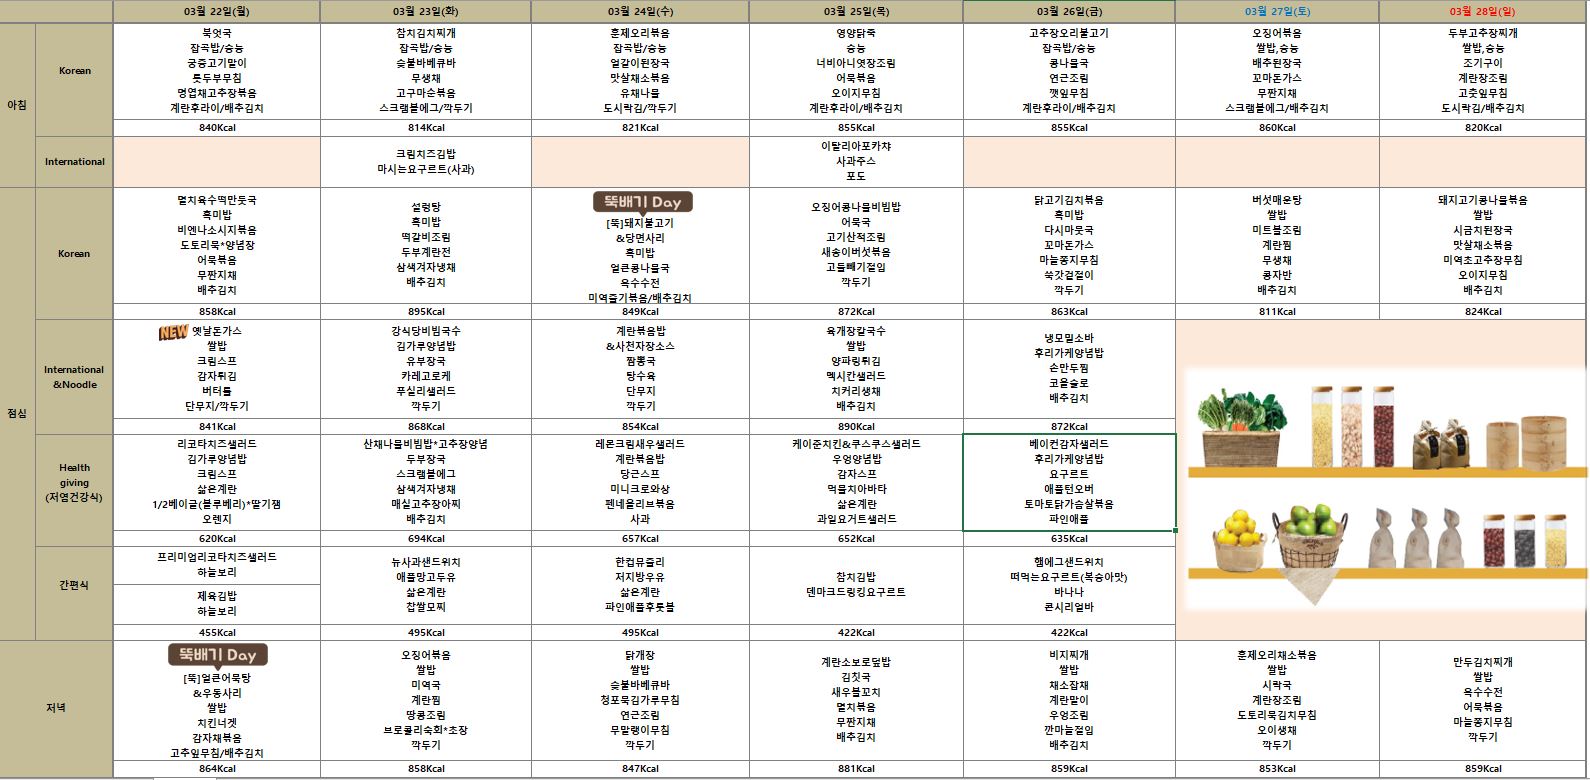 03월 22일(월) 03월 23일(화) 03월 24일(수) 03월 25일(목) 03월 26일(금) 03월 27일(토) 03월 28일(일)
아침
Korean
북엇국
잡곡밥/숭늉
궁중고기말이
톳두부무침
명엽채고추장볶음
계란후라이/배추김치
840Kcal
참치김치찌개
잡곡밥/숭늉
숯불바베큐바
무생채
고구마순볶음
스크램블에그/깍두기
814Kcal
훈제오리볶음
잡곡밥/숭늉
얼갈이된장국
맛살채소볶음
유채나물
도시락김/깍두기
821Kcal
영양닭죽
숭늉
너비아니엿장조림
어묵볶음
오이지무침
계란후라이/배추김치
855Kcal
고추장오리불고기
잡곡밥/숭늉
콩나물국
연근조림
깻잎무침
계란후라이/배추김치
855Kcal
오징어볶음
쌀밥,숭늉
배추된장국
꼬마돈가스
무짠지채
스크램블에그/배추김치
860Kcal
두부고추장찌개
쌀밥,숭늉
조기구이
계란장조림
고춧잎무침
도시락김/배추김치
820Kcal
International
크림치즈김밥
마시는요구르트(사과)
이탈리아포카챠
사과주스
포도
점심
Korean
멸치육수떡만둣국
흑미밥
비엔나소시지볶음
도토리묵*양념장
어묵볶음
무짠지채
배추김치
858Kcal
설렁탕
흑미밥
떡갈비조림
두부계란전
삼색겨자냉채
배추김치
895Kcal
뚝배기 Day
[뚝]돼지불고기
&당면사리
흑미밥
얼큰콩나물국
옥수수전
미역줄기볶음/배추김치
849Kcal
오징어콩나물비빔밥
어묵국
고기산적조림
새송이버섯볶음
고들빼기절임
깍두기
872Kcal
닭고기김치볶음
흑미밥
다시마뭇국
꼬마돈가스
마늘쫑지무침
쑥갓겉절이
깍두기
863Kcal
버섯매운탕
쌀밥
미트볼조림
계란찜
무생채
콩자반
배추김치
811Kcal
돼지고기콩나물볶음
쌀밥
시금치된장국
맛살채소볶음
미역초고추장무침
오이지무침
배추김치
824Kcal
International
&Noodle
NEW 옛날돈가스
쌀밥
크림스프
감자튀김
버터롤
단무지/깍두기
841Kcal
강식당비빔국수
김가루양념밥
유부장국
카레고로케
푸실리샐러드
깍두기
868Kcal
계란볶음밥
&사천자장소스
짬뽕국
탕수육
단무지
깍두기
854Kcal
육개장칼국수
쌀밥
양파링튀김
멕시칸샐러드
치커리생채
배추김치
890Kcal
냉모밀소바
후리가케양념밥
손만두찜
코울슬로
배추김치
872Kcal
Health
giving
(저염건강식)
리코타치즈샐러드
김가루양념밥
크림스프
삶은계란
1/2베이글(블루베리)*딸기잼
오렌지
620Kcal
산채나물비빔밥*고추장양념
두부장국
스크램블에그
삼색겨자냉채
매실고추장아찌
배추김치
694Kcal
레몬크림새우샐러드
계란볶음밥
당근스프
미니크로와상
펜네올리브볶음
사과
657Kcal
케이준치킨&쿠스쿠스샐러드
우엉양념밥
감자스프
먹물치아바타
삶은계란
과일요거트샐러드
652Kcal
베이컨감자샐러드
후리가케양념밥
요구르트
애플턴오버
토마토닭가슴살볶음
파인애플
635Kcal
간편식
프리미엄리코타치즈샐러드
하늘보리
제육김밥
하늘보리
455Kcal
뉴사과샌드위치
애플망고두유
삶은계란
찹쌀모찌
495Kcal
한컵뮤즐리
저지방우유
삶은계란
파인애플후룻볼
495Kcal
참치김밥
덴마크드링킹요구르트
422Kcal
햄에그샌드위치
떠먹는요구르트(복숭아맛)
바나나
콘시리얼바
422Kcal
저녁
뚝배기 Day
[뚝]얼큰어묵탕
&우동사리
쌀밥
치킨너겟
감자채볶음
고추잎무침/배추김치
864Kcal
오징어볶음
쌀밥
미역국
계란찜
땅콩조림
브로콜리숙회*초장
깍두기
858Kcal
닭개장
쌀밥
숯불바베큐바
청포묵김가루무침
연근조림
무말랭이무침
깍두기
847Kcal
계란소보로덮밥
김칫국
새우볼꼬치
멸치볶음
무짠지채
배추김치
881Kcal
비지찌개
쌀밥
채소잡채
계란말이
우엉조림
깐마늘절임
배추김치
859Kcal
훈제오리채소볶음
쌀밥
시락국
계란장조림
도토리묵김치무침
오이생채
깍두기
853Kcal
만두김치찌개
쌀밥
옥수수전
어묵볶음
마늘쫑지무침
깍두기
859Kcal